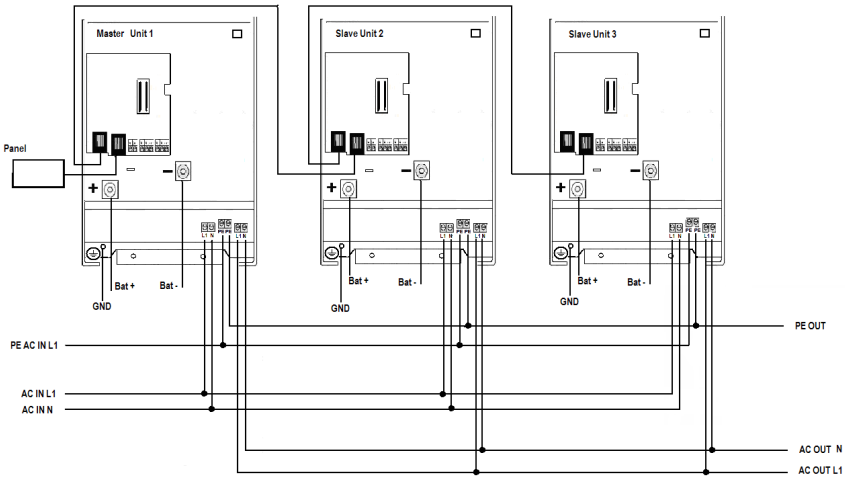 Master Unit 1
Slave Unit 2
Slave Unit 3
Panel
+
−
+
−
+
−
L1 N PE PE L1 N
L1 N PE PE L1 N
L1 N PE PE L1 N
Bat +
Bat -
Bat +
Bat -
Bat +
Bat -
GND
GND
GND
PE OUT
PE AC IN L1
AC IN L1
AC IN N
AC OUT N
AC OUT L1